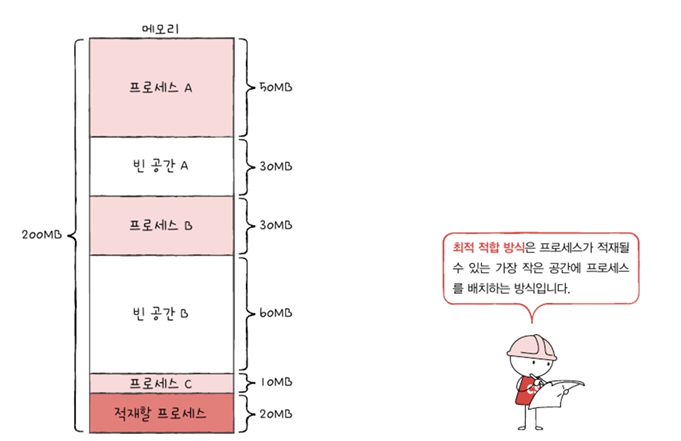 메모리
프로세스 A
50MB
빈 공간 A
30MB
프로세스 B
30MB
200MB
빈 공간 B
60MB
프로세스 C
10MB
적재할 프로세스
20MB
최적 적합 방식은 프로세스가 적재될
수 있는 가장 작은 공간에 프로세스
를 배치하는 방식입니다.